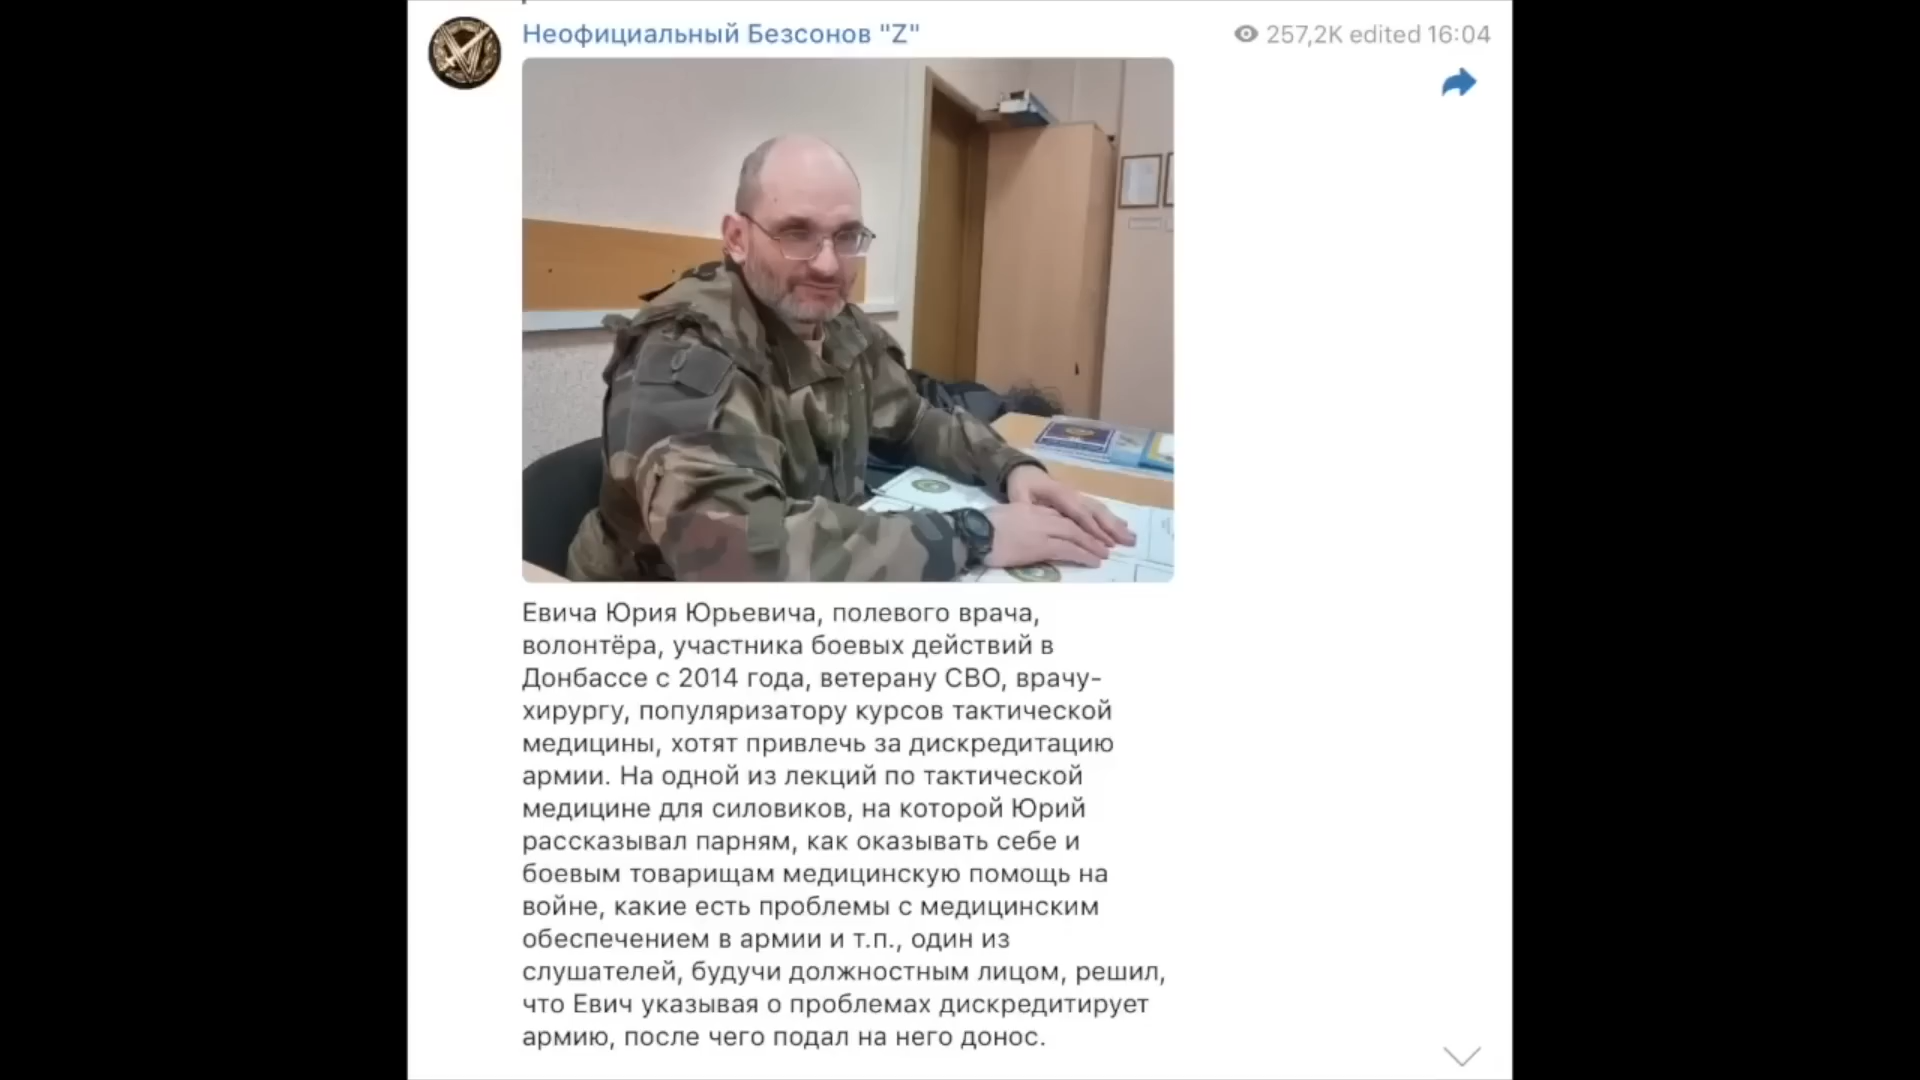 Неофициальный Безсонов "Z"
257,2K edited 16:04
Евича Юрия Юрьевича, полевого врача,
волонтёра, участника боевых действий в
Донбассе с 2014 года, ветерану СВО, врачу-
хирургу, популяризатору курсов тактической
медицины, хотят привлечь за дискредитацию
армии. На одной из лекций по тактической
медицине для силовиков, на которой Юрий
рассказывал парням, как оказывать себе и
боевым товарищам медицинскую помощь на
войне, какие есть проблемы с медицинским
обеспечением в армии и т.п., один из
слушателей, будучи должностным лицом, решил,
что Евич указывая о проблемах дискредитирует
армию, после чего подал на него донос.